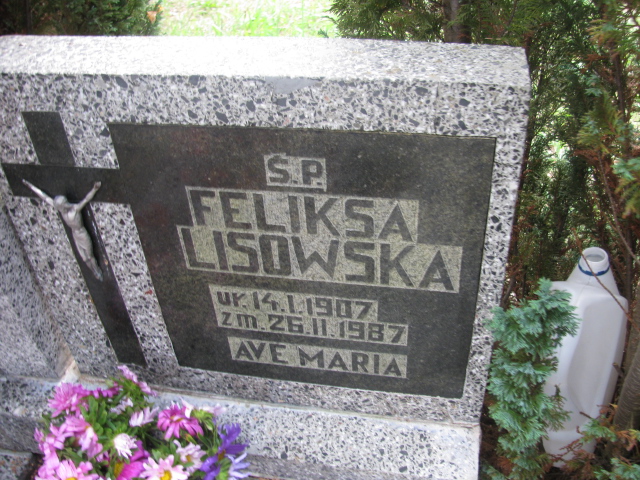 Ś.P.
FELIKSA
LISOWSKA
ur. 14.I.1907
zm. 26.II.1987
AVE MARIA